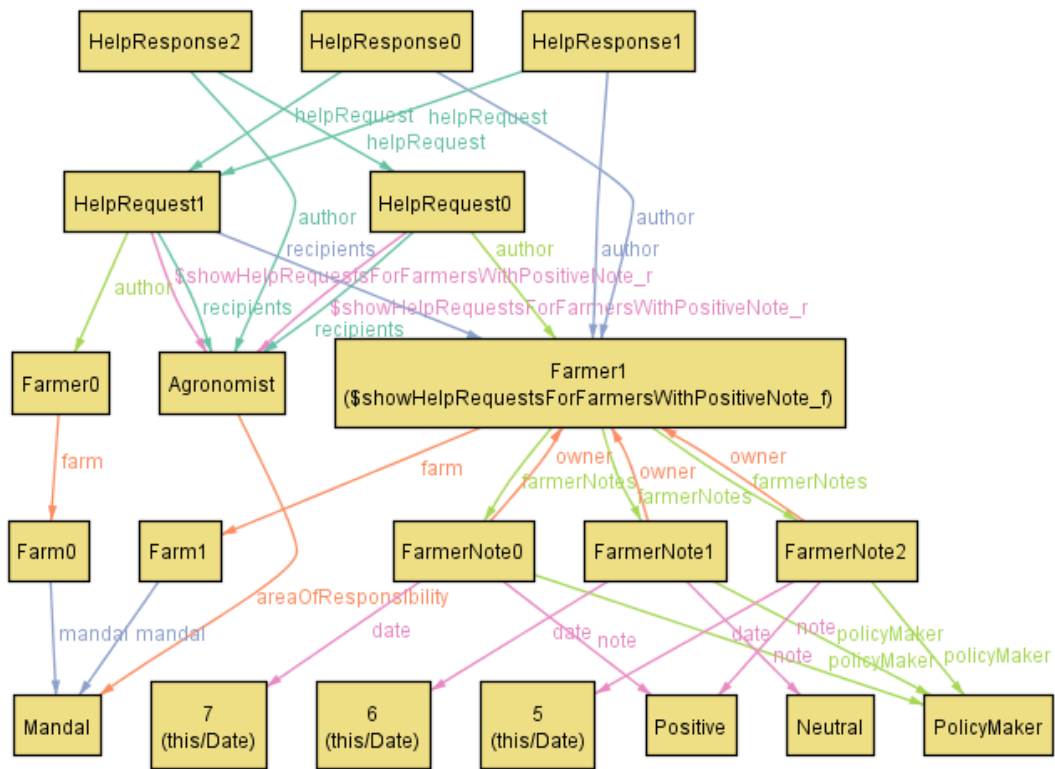 HelpResponse2
HelpResponse0
HelpResponse1
helpRequest
helpRequest
helpRequest
HelpRequest1
HelpRequest0
author
author
author
author
recipients
$showHelpRequestsForFarmersWithPositiveNote_r
author
recipients
$showHelpRequestsForFarmersWithPositiveNote_r
recipients
Farmer0
Agronomist
Farmer1
($showHelpRequestsForFarmersWithPositiveNote_f)
farm
farm
owner
owner
owner
farmerNotes
farmerNotes
farmerNotes
Farm0
Farm1
FarmerNote0
FarmerNote1
FarmerNote2
areaOfResponsibility
mandal
mandal
date
date
note
date
note
note
policyMaker
policyMaker
policyMaker
Mandal
7
(this/Date)
6
(this/Date)
5
(this/Date)
Positive
Neutral
PolicyMaker